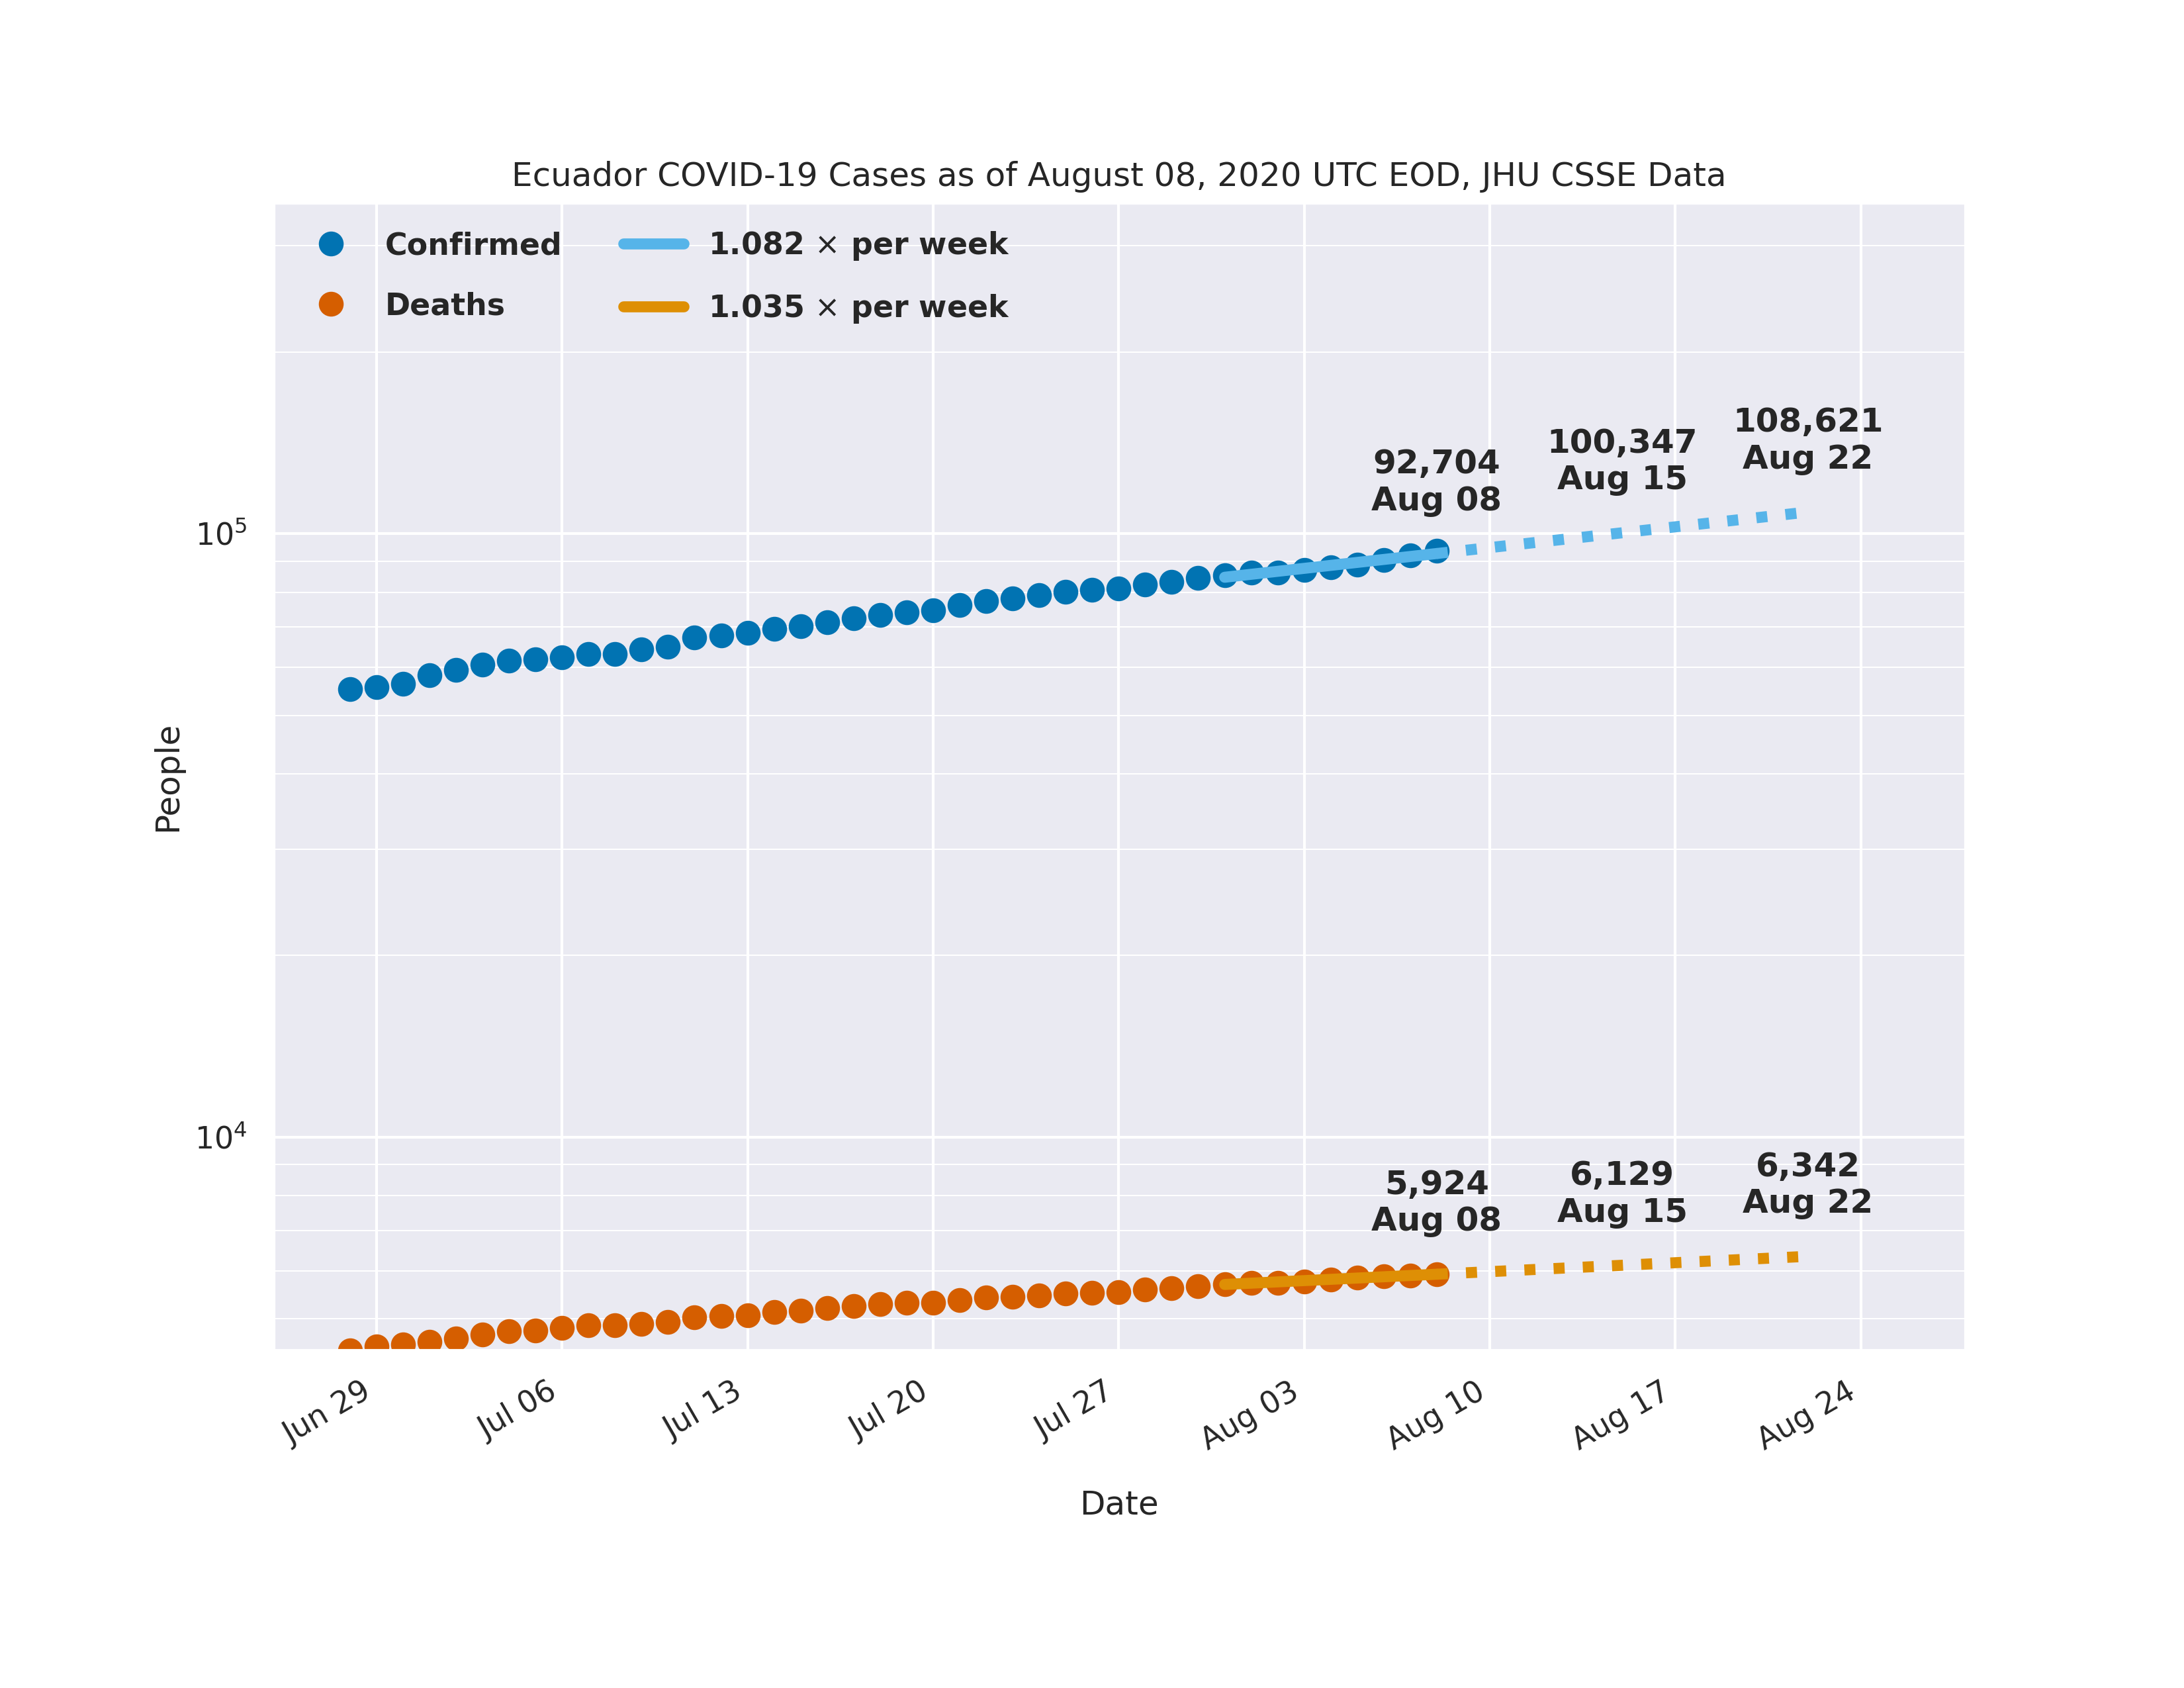 Ecuador COVID-19 Cases as of August 08, 2020 UTC EOD, JHU CSSE Data
Confirmed
Deaths
1.082 × per week
1.035 × per week
92,704
Aug 08
100,347
Aug 15
108,621
Aug 22
10⁵
People
10⁴
5,924
Aug 08
6,129
Aug 15
6,342
Aug 22
Jun 29
Jul 06
Jul 13
Jul 20
Jul 27
Aug 03
Aug 10
Aug 17
Aug 24
Date